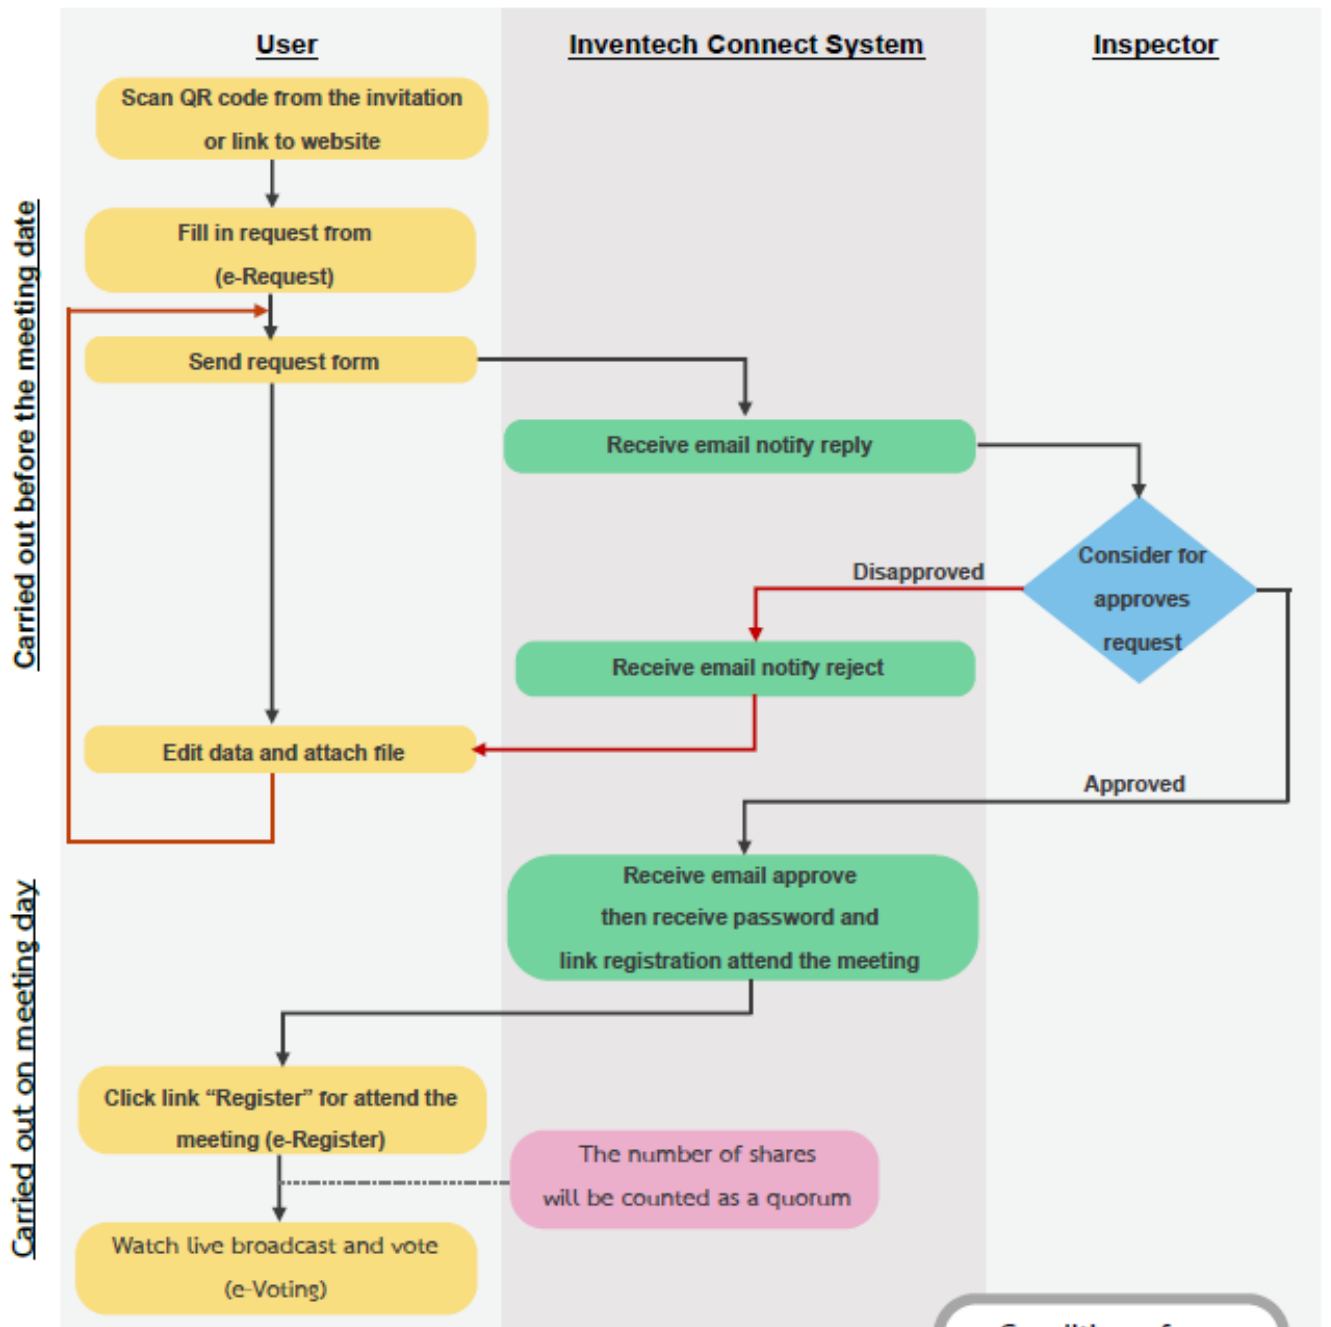 User
Inventech Connect System
Inspector
Scan QR code from the invitation
or link to website
Fill in request from
(e-Request)
Send request form
Receive email notify reply
Consider for
approves
request
Disapproved
Receive email notify reject
Edit data and attach file
Approved
Receive email approve
then receive password and
link registration attend the meeting
Click link “Register” for attend the
meeting (e-Register)
The number of shares
will be counted as a quorum
Watch live broadcast and vote
(e-Voting)
Carried out before the meeting date
Carried out on meeting day